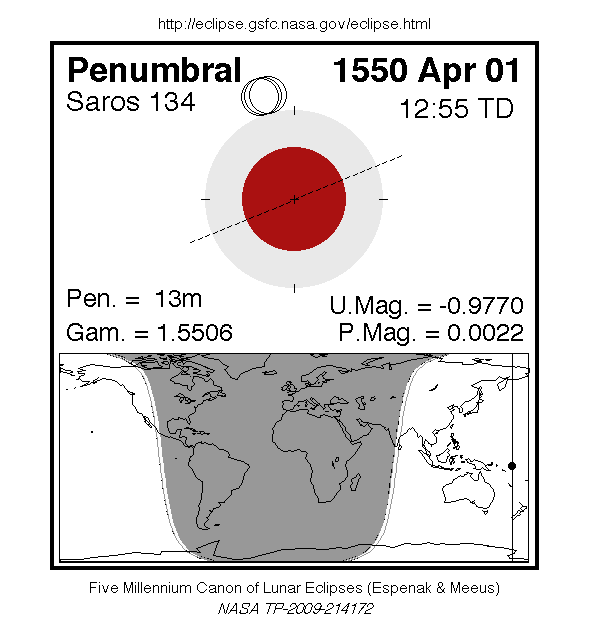 http://eclipse.gsfc.nasa.gov/eclipse.html
Penumbral 1550 Apr 01
Saros 134 12:55 TD
Pen. = 13m U.Mag. = -0.9770
Gam. = 1.5506 P.Mag. = 0.0022
Five Millennium Canon of Lunar Eclipses (Espenak & Meeus)
NASA TP-2009-214172